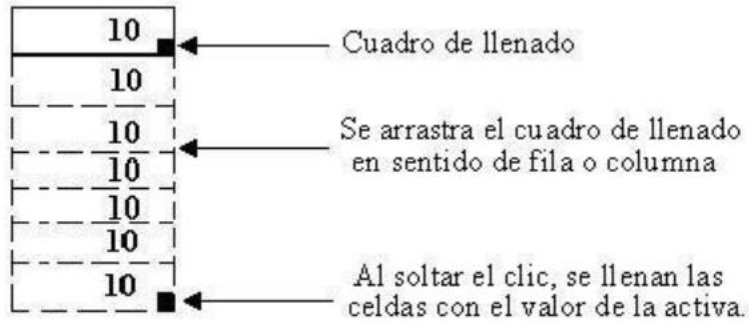 10
Cuadro de llenado
10
10
Se arrastra el cuadro de llenado
en sentido de fila o columna
10
10
10
10
Al soltar el clic, se llenan las
celdas con el valor de la activa.